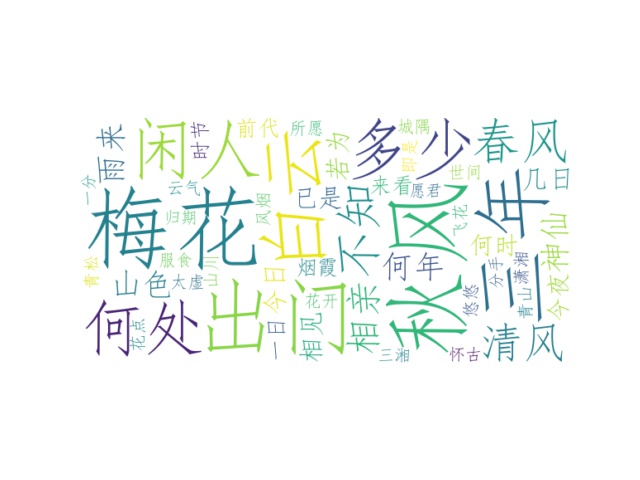 雨来
时节
闲人
前代
所愿
白云
若为
多少
城隅
即是
春风
一分
云气
归期
风烟
已是
来看
愿君
世间
几日
梅花
不知
秋风
飞花
三年
何时
神仙
青松
服食
山川
山色
太虚
今日
烟霞
何年
悠悠
分手
青山
潇湘
今夜
何处
花点
出门
一日
花开
相见
相亲
三湘
怀古
清风